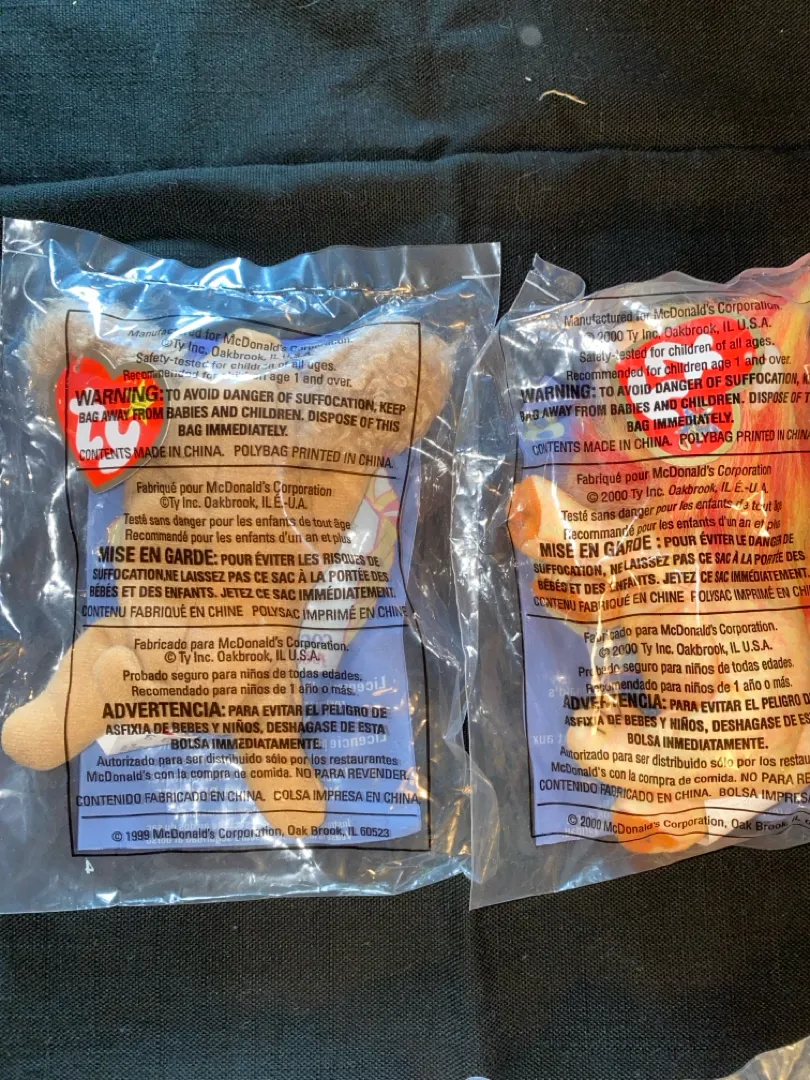 Manufactured for McDonald's Corporation.
©Ty Inc. Oakbrook, IL U.S.A.
Safety-tested for children of all ages.
Recommended for children age 1 and over.
WARNING: TO AVOID DANGER OF SUFFOCATION, KEEP
BAG AWAY FROM BABIES AND CHILDREN. DISPOSE OF THIS
BAG IMMEDIATELY.
CONTENTS MADE IN CHINA. POLYBAG PRINTED IN CHINA.
ty
Fabriqué pour McDonald's Corporation
©Ty Inc. Oakbrook, IL É.-U.A.
Testé sans danger pour les enfants de tout âge
Recommandé pour les enfants d'un an et plus
MISE EN GARDE: POUR ÉVITER LES RISQUES DE
SUFFOCATION,NE LAISSEZ PAS CE SAC À LA PORTÉE DES
BÉBÉS ET DES ENFANTS. JETEZ CE SAC IMMÉDIATEMENT.
CONTENU FABRIQUÉ EN CHINE POLYSAC IMPRIMÉ EN CHINE
Fabricado para McDonald's Corporation.
©Ty Inc. Oakbrook, IL U.S.A.
Probado seguro para niños de todas edades.
Recomendado para niños de 1 año o más.
ADVERTENCIA: PARA EVITAR EL PELIGRO DE
ASFIXIA DE BEBES Y NIÑOS, DESHAGASE DE ESTA
BOLSA IMMEDIATAMENTE.
Autorizado para ser distribuido sólo por los restaurantes
McDonald's con la compra de comida. NO PARA REVENDER.
CONTENIDO FABRICADO EN CHINA. COLSA IMPRESA EN CHINA
© 1999 McDonald's Corporation, Oak Brook, IL 60523
4
Manufactured for McDonald's Corporation.
© 2000 Ty Inc. Oakbrook, IL U.S.A.
Safety-tested for children of all ages.
Recommended for children age 1 and over.
WARNING: TO AVOID DANGER OF SUFFOCATION,
BAG AWAY FROM BABIES AND CHILDREN. DISPOSE OF
BAG IMMEDIATELY.
CONTENTS MADE IN CHINA. POLYBAG PRINTED IN CHINA
ty
Fabriqué pour McDonald's Corporation
© 2000 Ty Inc. Oakbrook, IL É.-U.A.
Testé sans danger pour les enfants de tout âge
Recommandé pour les enfants d'un an et plus
MISE EN GARDE : POUR ÉVITER LE DANGER DE
SUFFOCATION, NE LAISSEZ PAS CE SAC À LA PORTÉE DES
BÉBÉS ET DES ENFANTS. JETEZ CE SAC IMMÉDIATEMENT.
CONTENU FABRIQUÉ EN CHINE POLYSAC IMPRIMÉ EN
Fabricado para McDonald's Corporation.
© 2000 Ty Inc. Oakbrook, IL U.S.A.
Probado seguro para niños de todas edades.
Recomendado para niños de 1 año o más.
ADVERTENCIA: PARA EVITAR EL PELIGRO
ASFIXIA DE BEBES Y NIÑOS, DESHAGASE DE
BOLSA INMEDIATAMENTE.
Autorizado para ser distribuido sólo por los
McDonald's con la compra de comida. NO PARA
CONTENIDO FABRICADO EN CHINA. BOLSA
© 2000 McDonald's Corporation, Oak Brook, IL